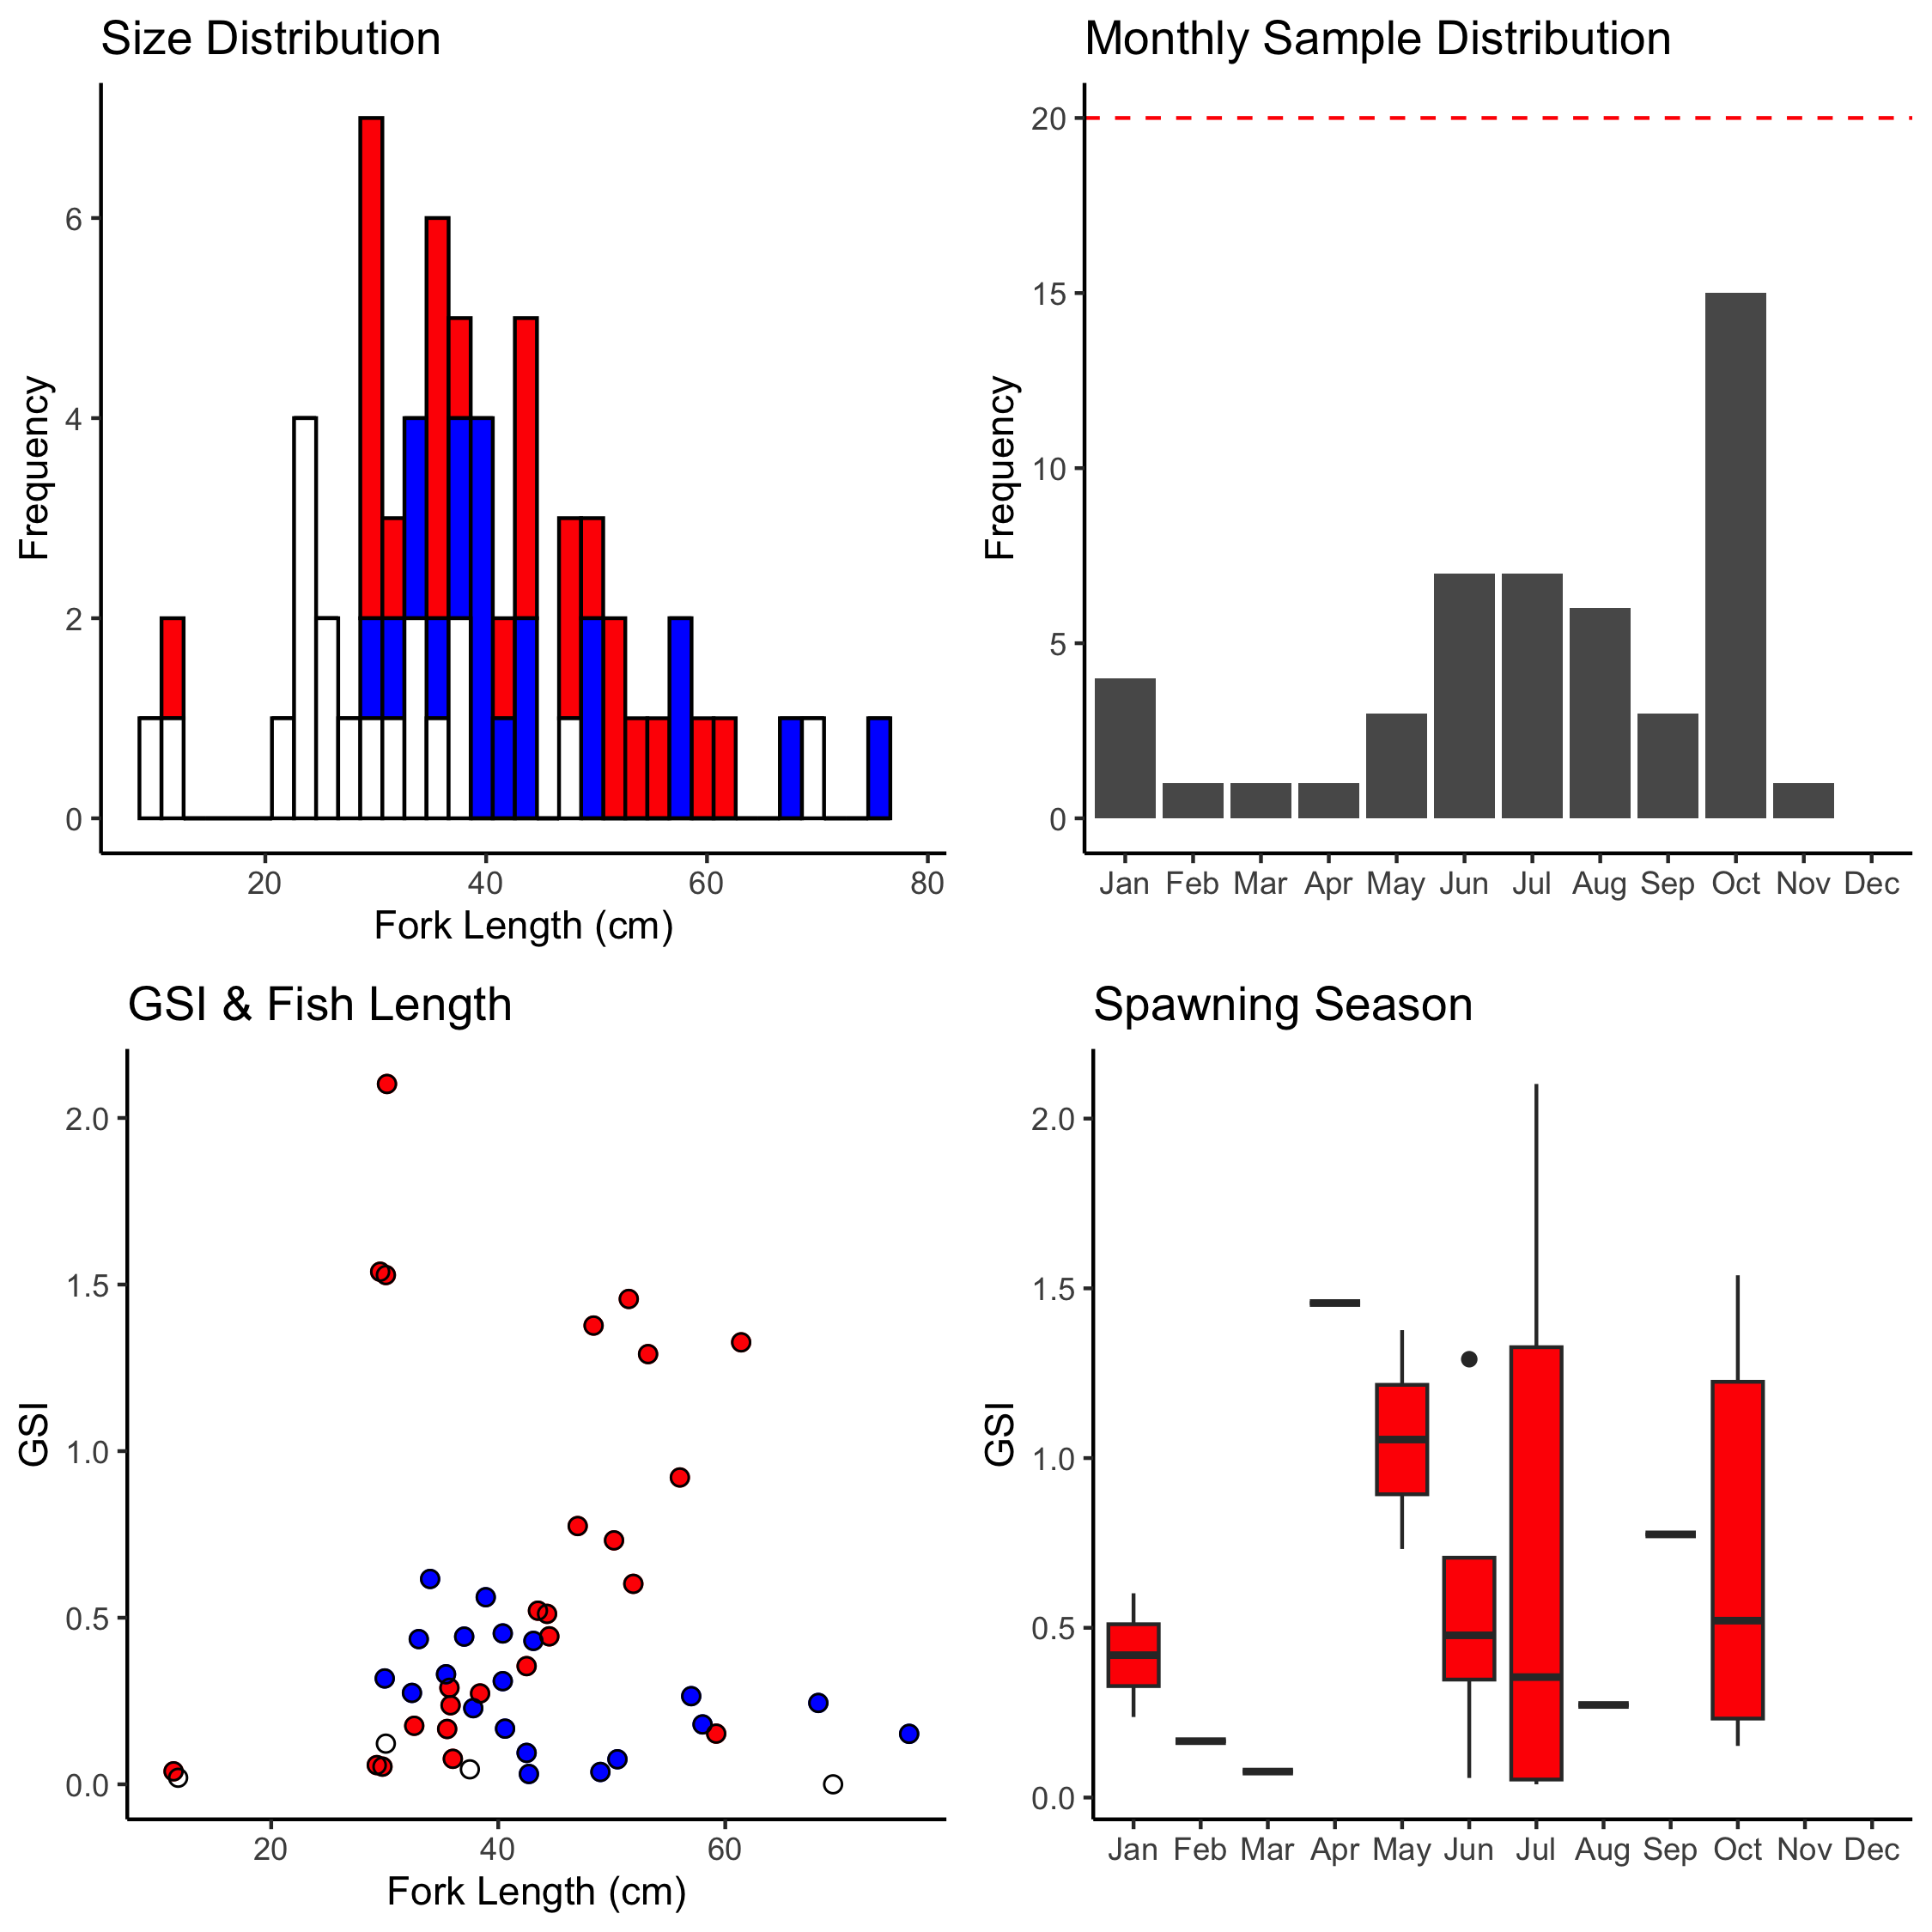 Size Distribution
Frequency
6
4
2
0
20 40 60 80
Fork Length (cm)
Monthly Sample Distribution
Frequency
20
15
10
5
0
Jan Feb Mar Apr May Jun Jul Aug Sep Oct Nov Dec
GSI & Fish Length
GSI
2.0
1.5
1.0
0.5
0.0
20 40 60
Fork Length (cm)
Spawning Season
GSI
2.0
1.5
1.0
0.5
0.0
Jan Feb Mar Apr May Jun Jul Aug Sep Oct Nov Dec